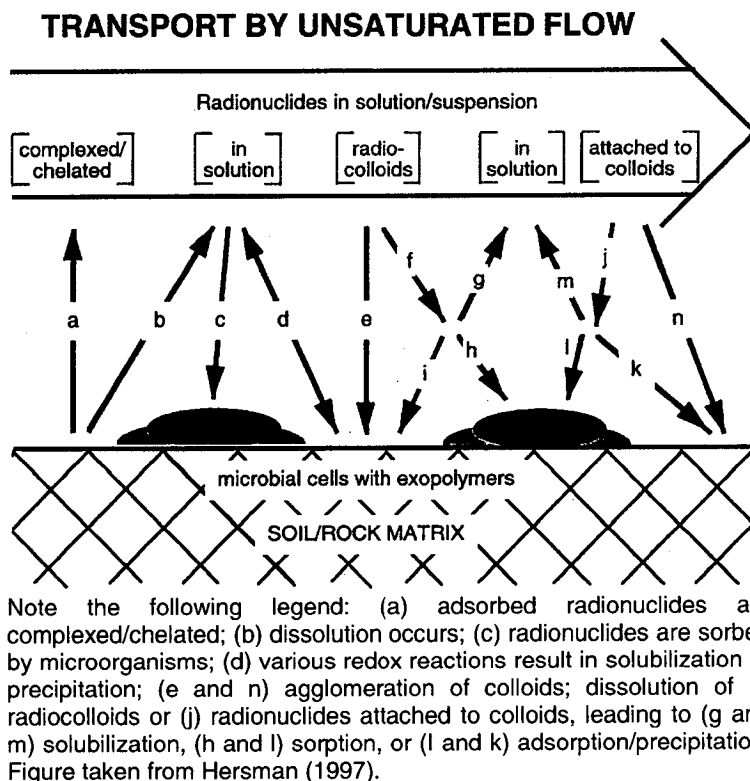 TRANSPORT BY UNSATURATED FLOW
Radionuclides in solution/suspension
complexed/
chelated
in
solution
radio-
colloids
in
solution
attached to
colloids
a
b
c
d
e
f
g
h
i
m
j
l
k
n
microbial cells with exopolymers
SOIL/ROCK MATRIX
Note the following legend: (a) adsorbed radionuclides a
complexed/chelated; (b) dissolution occurs; (c) radionuclides are sorbe
by microorganisms; (d) various redox reactions result in solubilization
precipitation; (e and n) agglomeration of colloids; dissolution of
radiocolloids or (j) radionuclides attached to colloids, leading to (g ar
m) solubilization, (h and l) sorption, or (l and k) adsorption/precipitatio
Figure taken from Hersman (1997).